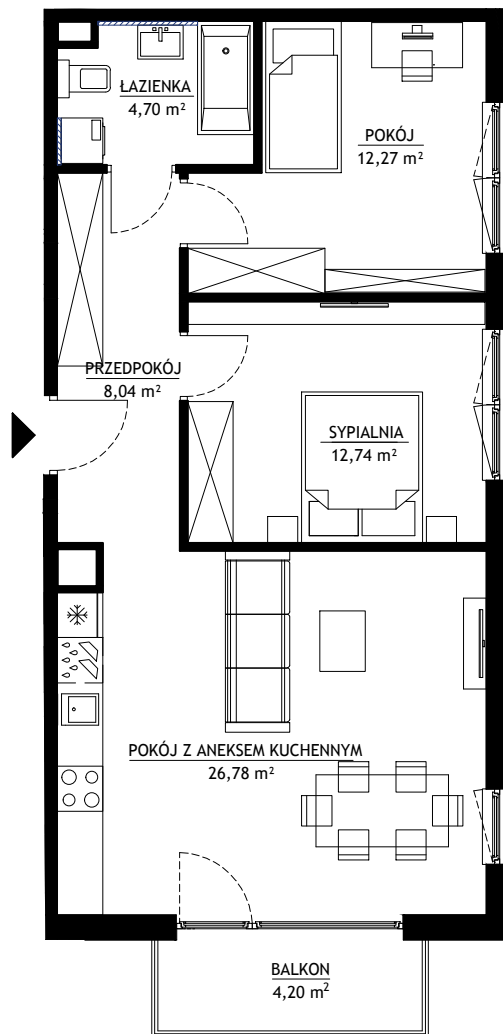 ŁAZIENKA
4,70 m²
POKÓJ
12,27 m²
PRZEDPOKÓJ
8,04 m²
SYPIALNIA
12,74 m²
POKÓJ Z ANEKSEM KUCHENNYM
26,78 m²
BALKON
4,20 m²